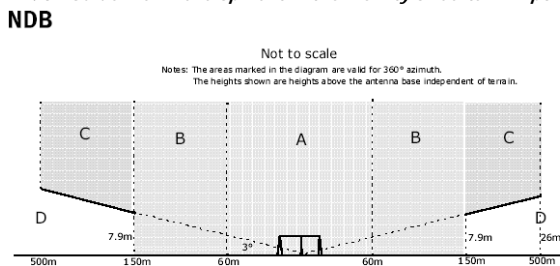 NDB
Not to scale
Notes: The areas marked in the diagram are valid for 360° azimuth.
The heights shown are heights above the antenna base independent of terrain.
C B A B C
D D
7.9m 3° 7.9m 26m
500m 150m 60m 60m 150m 500m